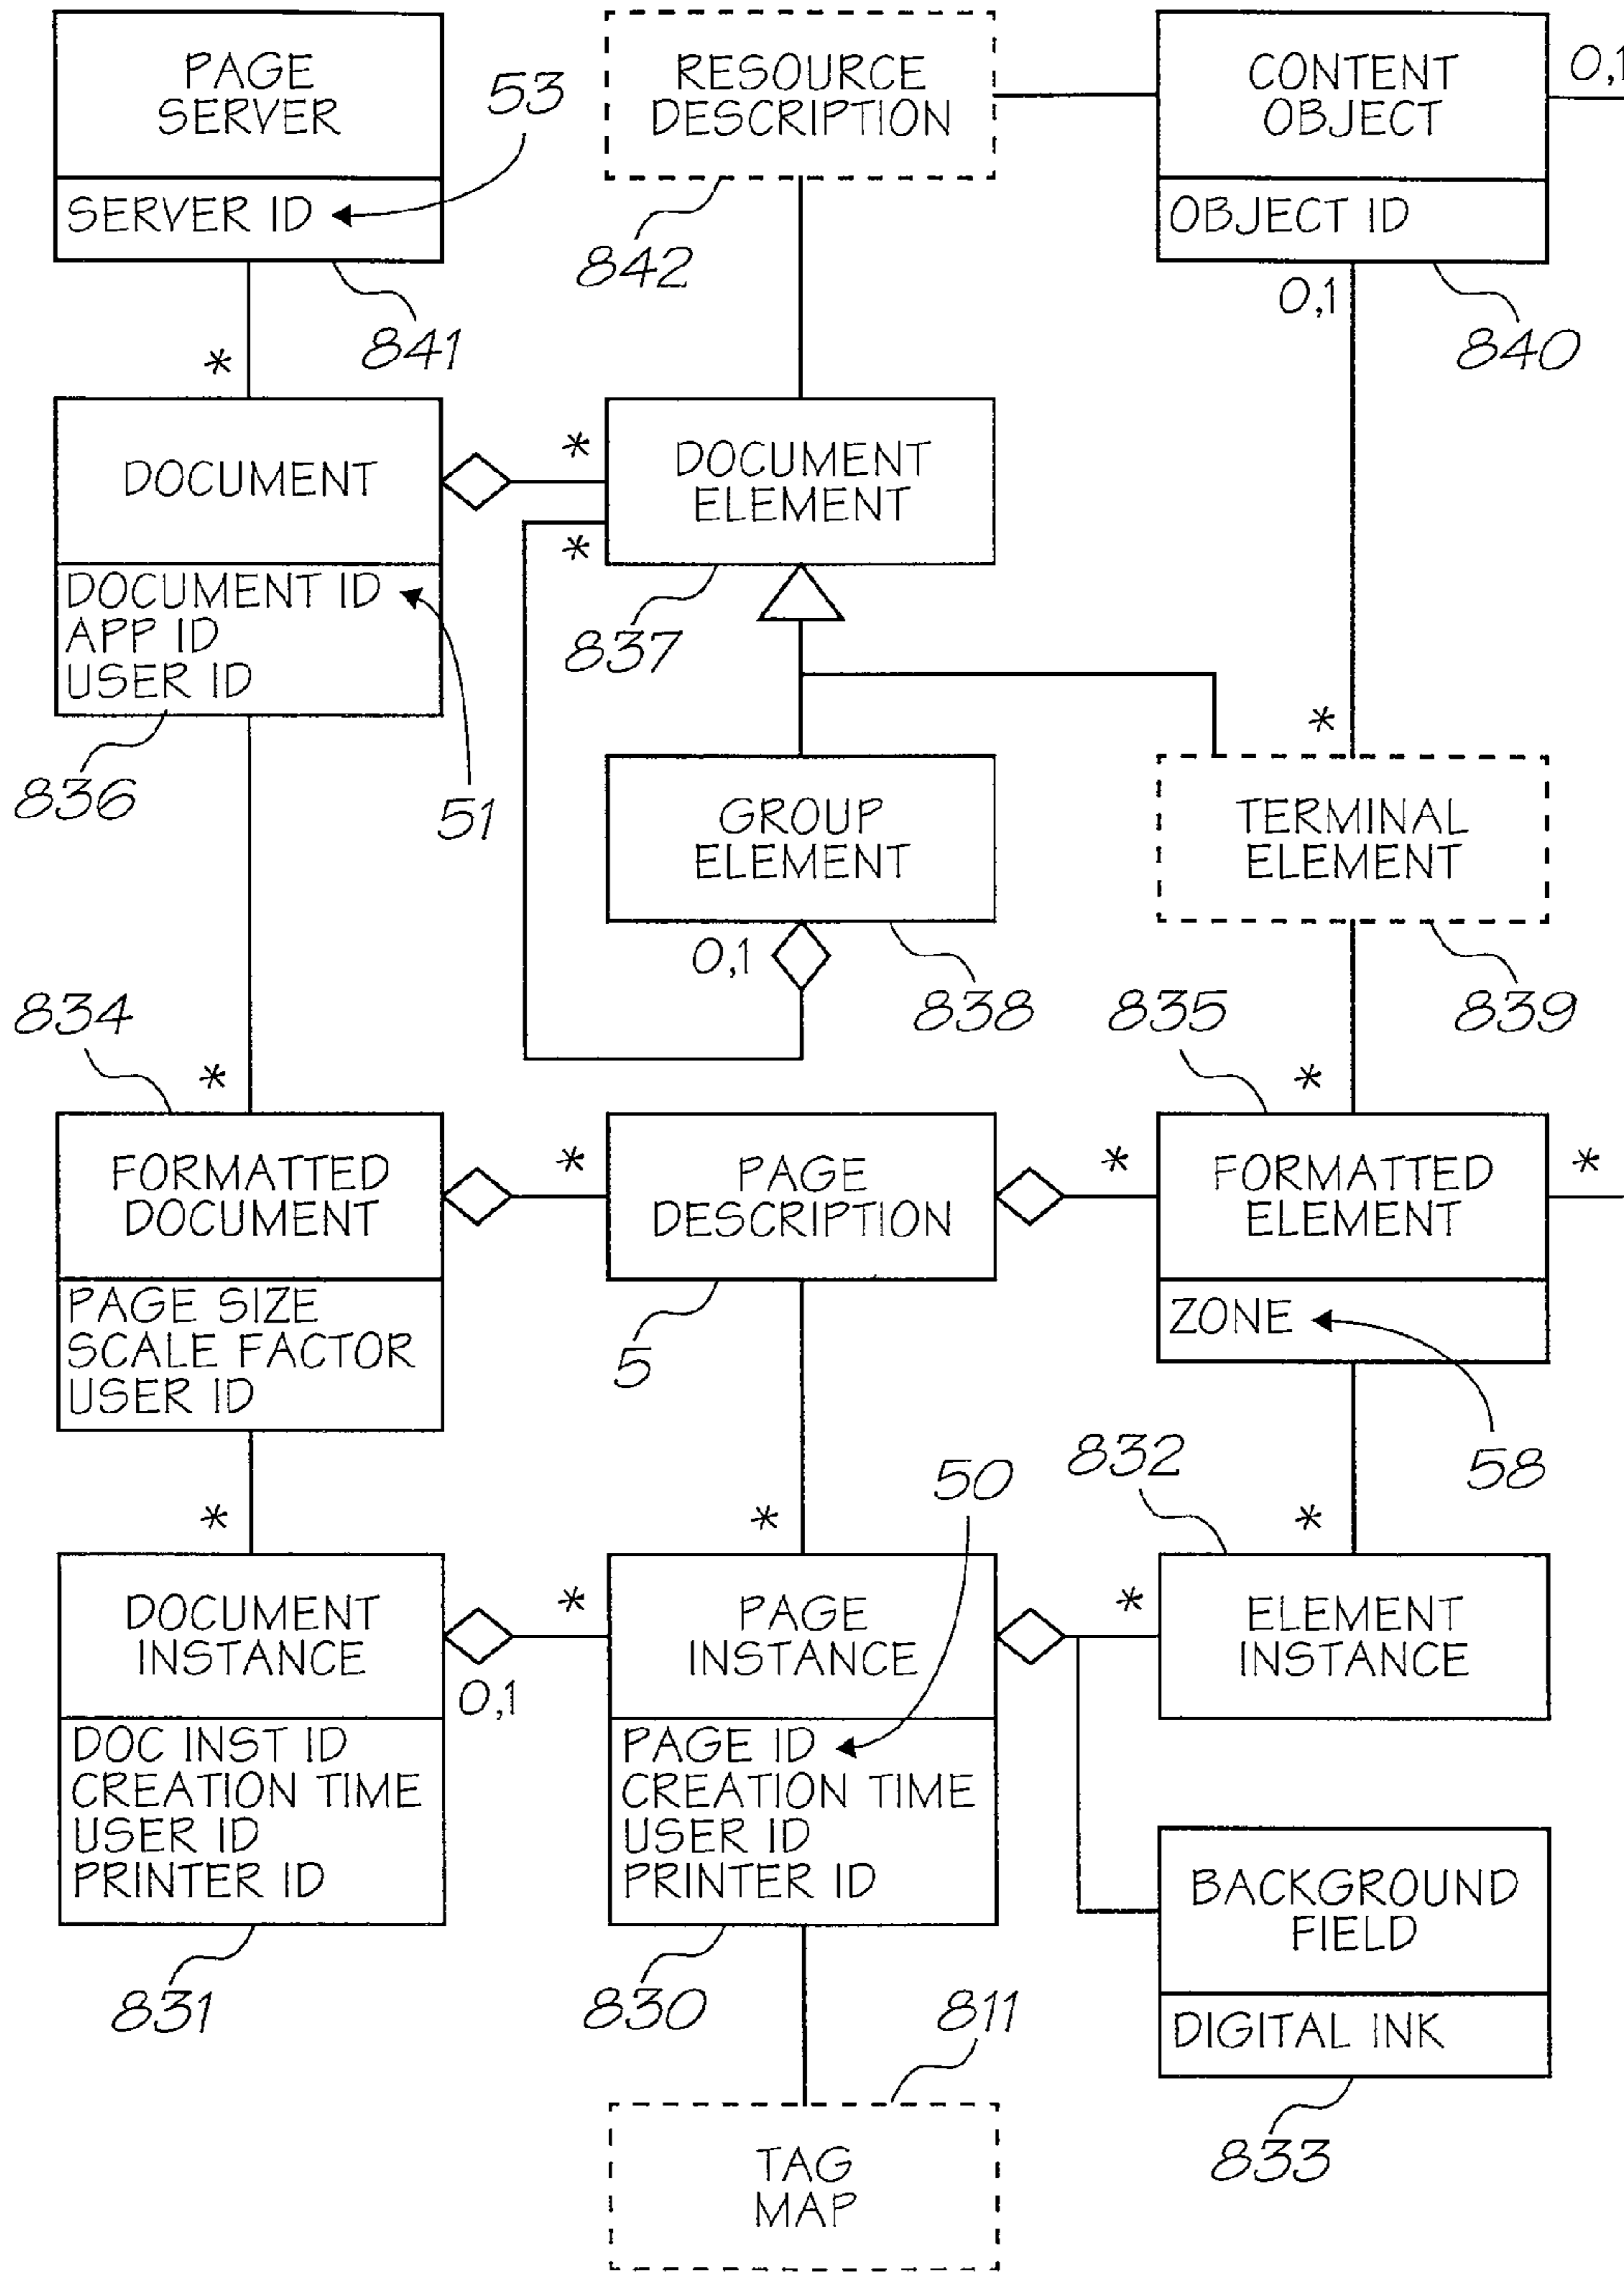 PAGE
SERVER
SERVER ID
53
841
RESOURCE
DESCRIPTION
842
CONTENT
OBJECT
OBJECT ID
0,1
0,1
840
*
DOCUMENT
DOCUMENT ID
APP ID
USER ID
836
51
*
*
DOCUMENT
ELEMENT
837
GROUP
ELEMENT
0,1
838
*
TERMINAL
ELEMENT
839
834
*
FORMATTED
DOCUMENT
PAGE SIZE
SCALE FACTOR
USER ID
*
PAGE
DESCRIPTION
5
835
*
*
FORMATTED
ELEMENT
*
ZONE
58
*
DOCUMENT
INSTANCE
0,1
DOC INST ID
CREATION TIME
USER ID
PRINTER ID
831
*
*
50
PAGE
INSTANCE
PAGE ID
CREATION TIME
USER ID
PRINTER ID
830
832
*
*
ELEMENT
INSTANCE
BACKGROUND
FIELD
DIGITAL INK
833
811
TAG
MAP